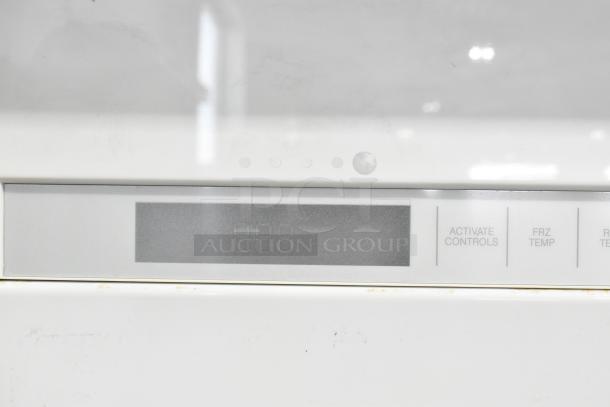 PCI
AUCTION GROUP
ACTIVATE
CONTROLS
FRZ
TEMP